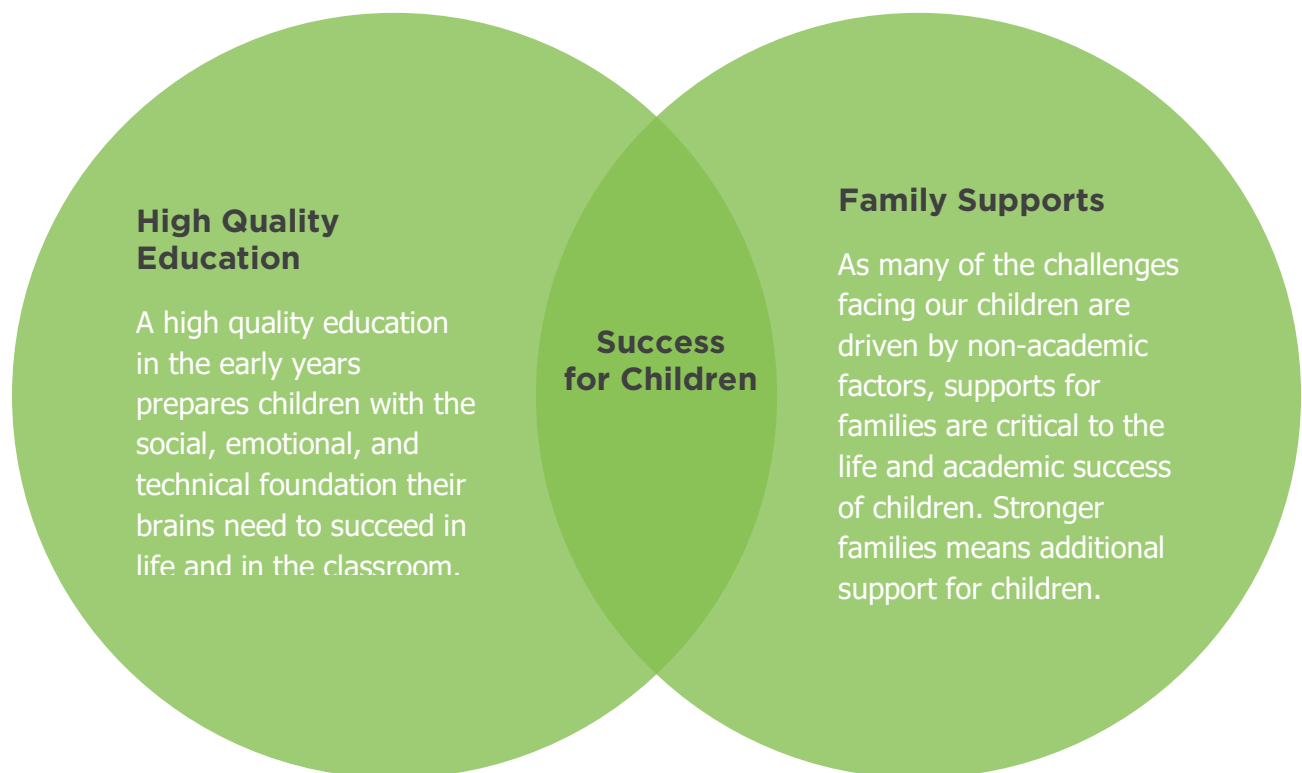 High Quality
Education
A high quality education
in the early years
prepares children with the
social, emotional, and
technical foundation their
brains need to succeed in
life and in the classroom.
Success
for Children
Family Supports
As many of the challenges
facing our children are
driven by non-academic
factors, supports for
families are critical to the
life and academic success
of children. Stronger
families means additional
support for children.